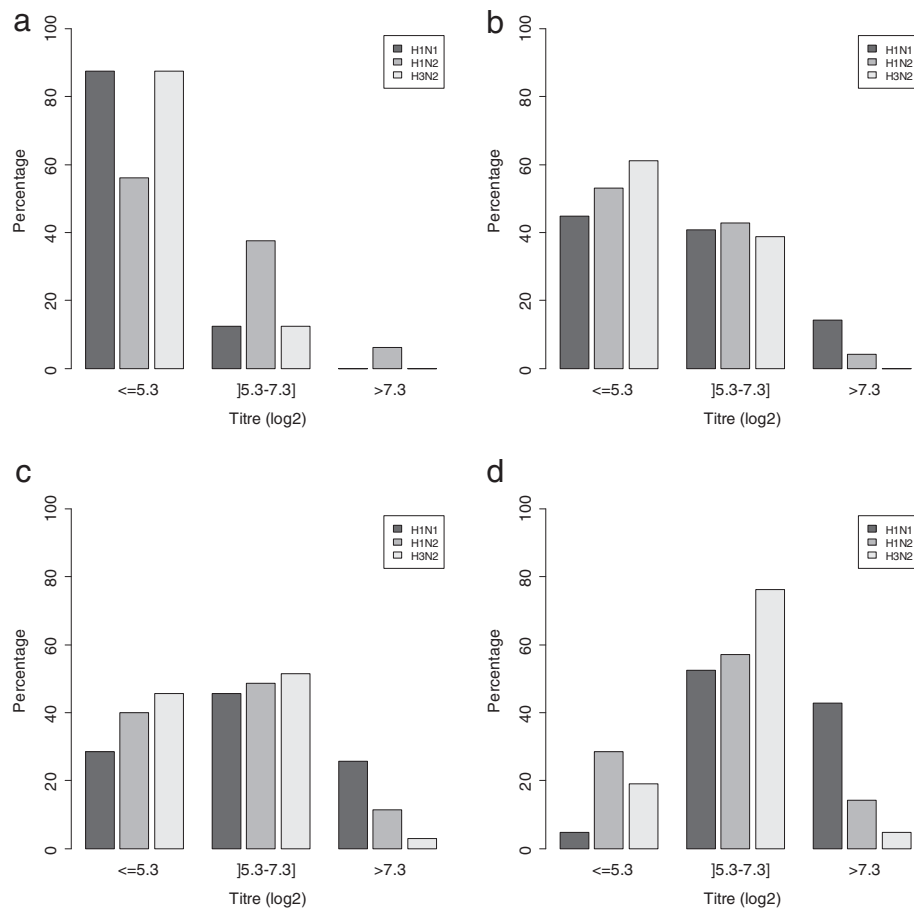 a
100
80
60
40
20
0
Percentage
H1N1
H1N2
H3N2
<=5.3 ]5.3-7.3] >7.3
Titre (log2)
b
100
80
60
40
20
0
Percentage
H1N1
H1N2
H3N2
<=5.3 ]5.3-7.3] >7.3
Titre (log2)
c
100
80
60
40
20
0
Percentage
H1N1
H1N2
H3N2
<=5.3 ]5.3-7.3] >7.3
Titre (log2)
d
100
80
60
40
20
0
Percentage
H1N1
H1N2
H3N2
<=5.3 ]5.3-7.3] >7.3
Titre (log2)